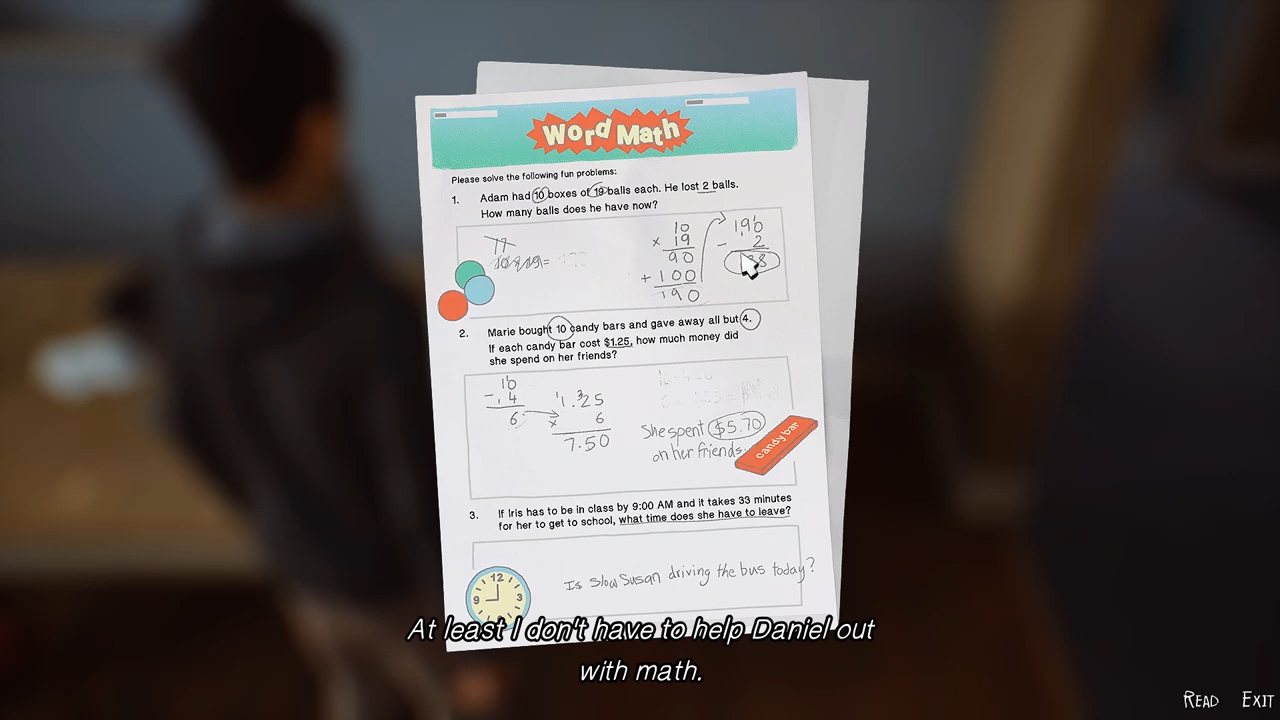 Word Math
Please solve the following fun problems:
1. Adam had 10 boxes of 19 balls each. He lost 2 balls.
How many balls does he have now?
10
x 19
90
+ 100
190
190
- 2
2. Marie bought 10 candy bars and gave away all but 4.
If each candy bar cost $1.25, how much money did
she spend on her friends?
10
- 4
6
1.25
x 6
7.50
She spent $5.70
on her friends.
candy bar
3. If Iris has to be in class by 9:00 AM and it takes 33 minutes
for her to get to school, what time does she have to leave?
12
9 3
Is Slow Susan driving the bus today?
At least I don't have to help Daniel out
with math.
READ EXIT